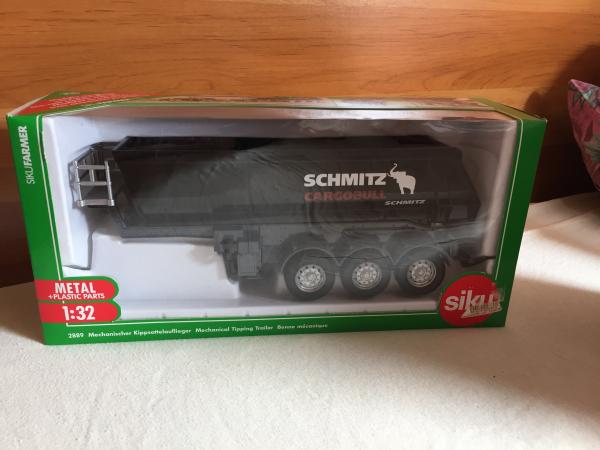 SIKUFARMER
SCHMITZ
CARGOBULL
SCHMITZ
METAL
+PLASTIC PARTS
1:32
siku
2889 Mechanischer Kippsattelauflieger Mechanical Tipping Trailer Benne mécanique